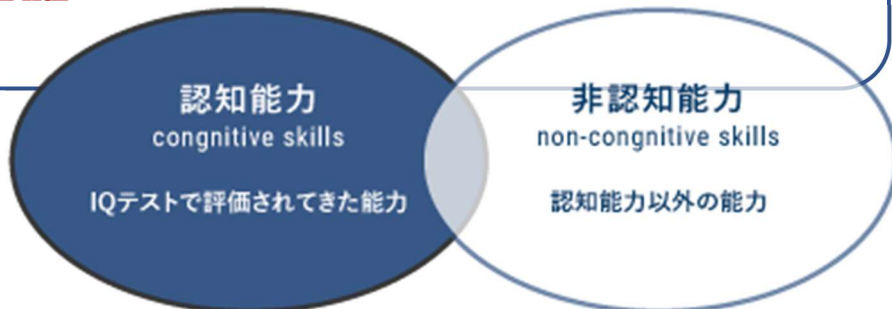 認知能力
congnitive skills
IQテストで評価されてきた能力
非認知能力
non-congnitive skills
認知能力以外の能力